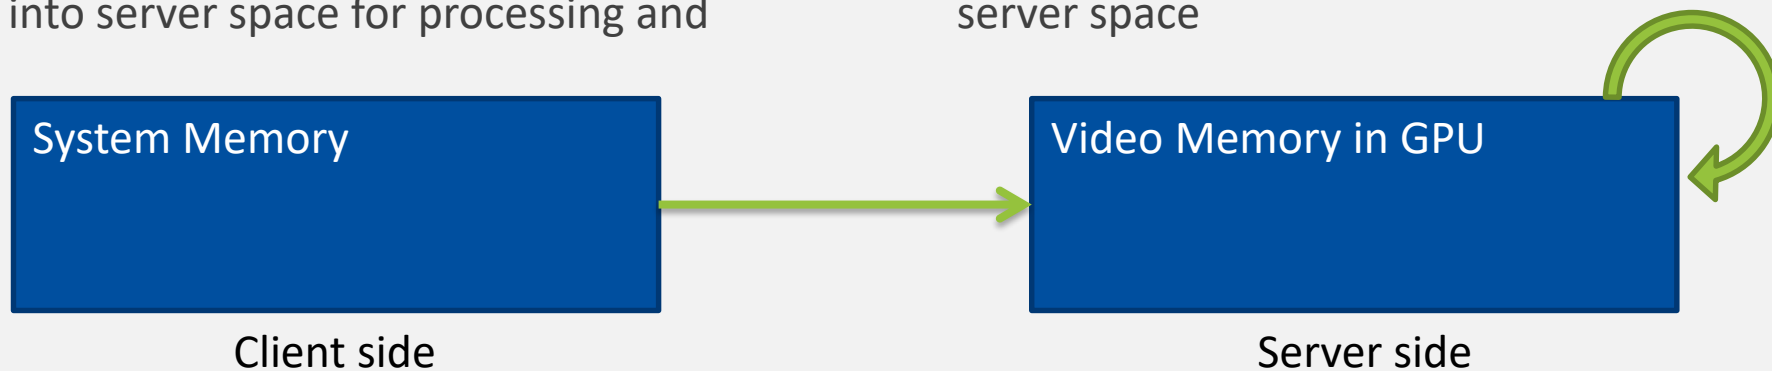 into server space for processing and
server space
System Memory
Video Memory in GPU
Client side
Server side